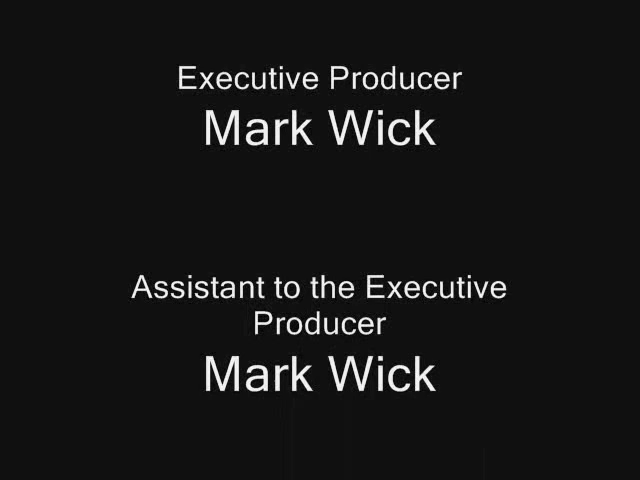 Executive Producer
Mark Wick
Assistant to the Executive
Producer
Mark Wick